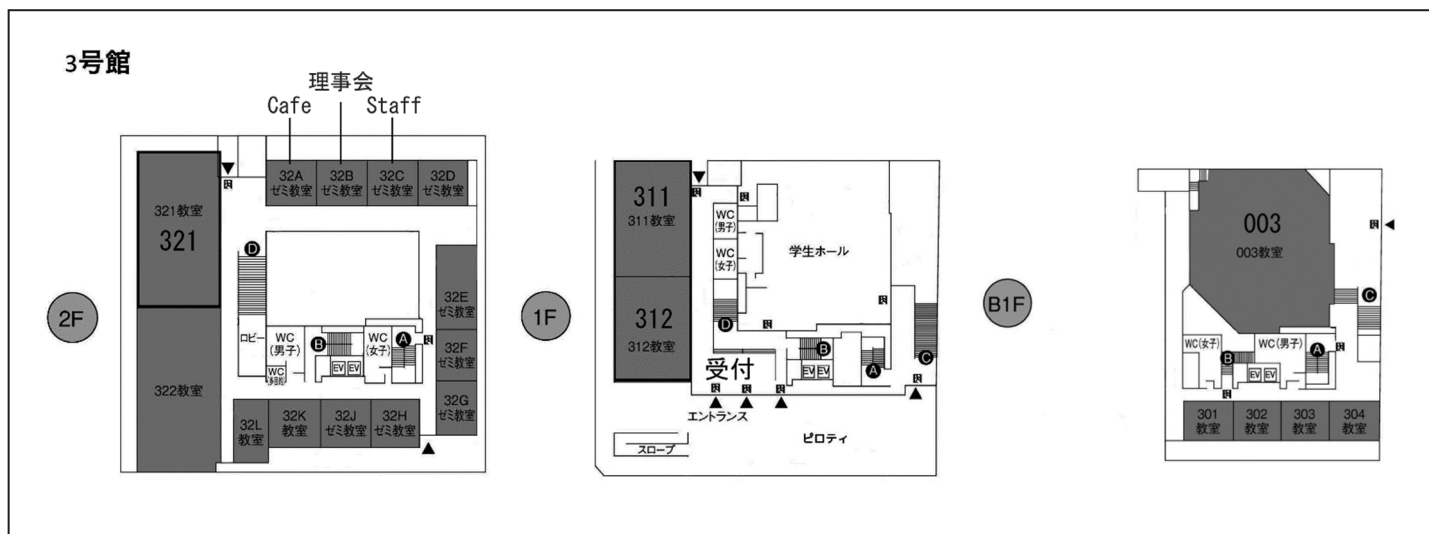 3号館
理事会
Cafe
Staff
2F
321教室
321
322教室
32A
ゼミ教室
32B
ゼミ教室
32C
ゼミ教室
32D
ゼミ教室
D
ロビー
WC
(男子)
WC
(多目的)
B
EV
EV
WC
(女子)
A
32E
ゼミ教室
32F
ゼミ教室
32G
ゼミ教室
32L
教室
32K
教室
32J
ゼミ教室
32H
ゼミ教室
1F
311
311教室
312
312教室
WC
(男子)
WC
(女子)
学生ホール
D
B
EV
EV
A
C
受付
エントランス
スロープ
ピロティ
B1F
003
003教室
C
WC(女子)
WC(男子)
B
EV
EV
A
301
教室
302
教室
303
教室
304
教室